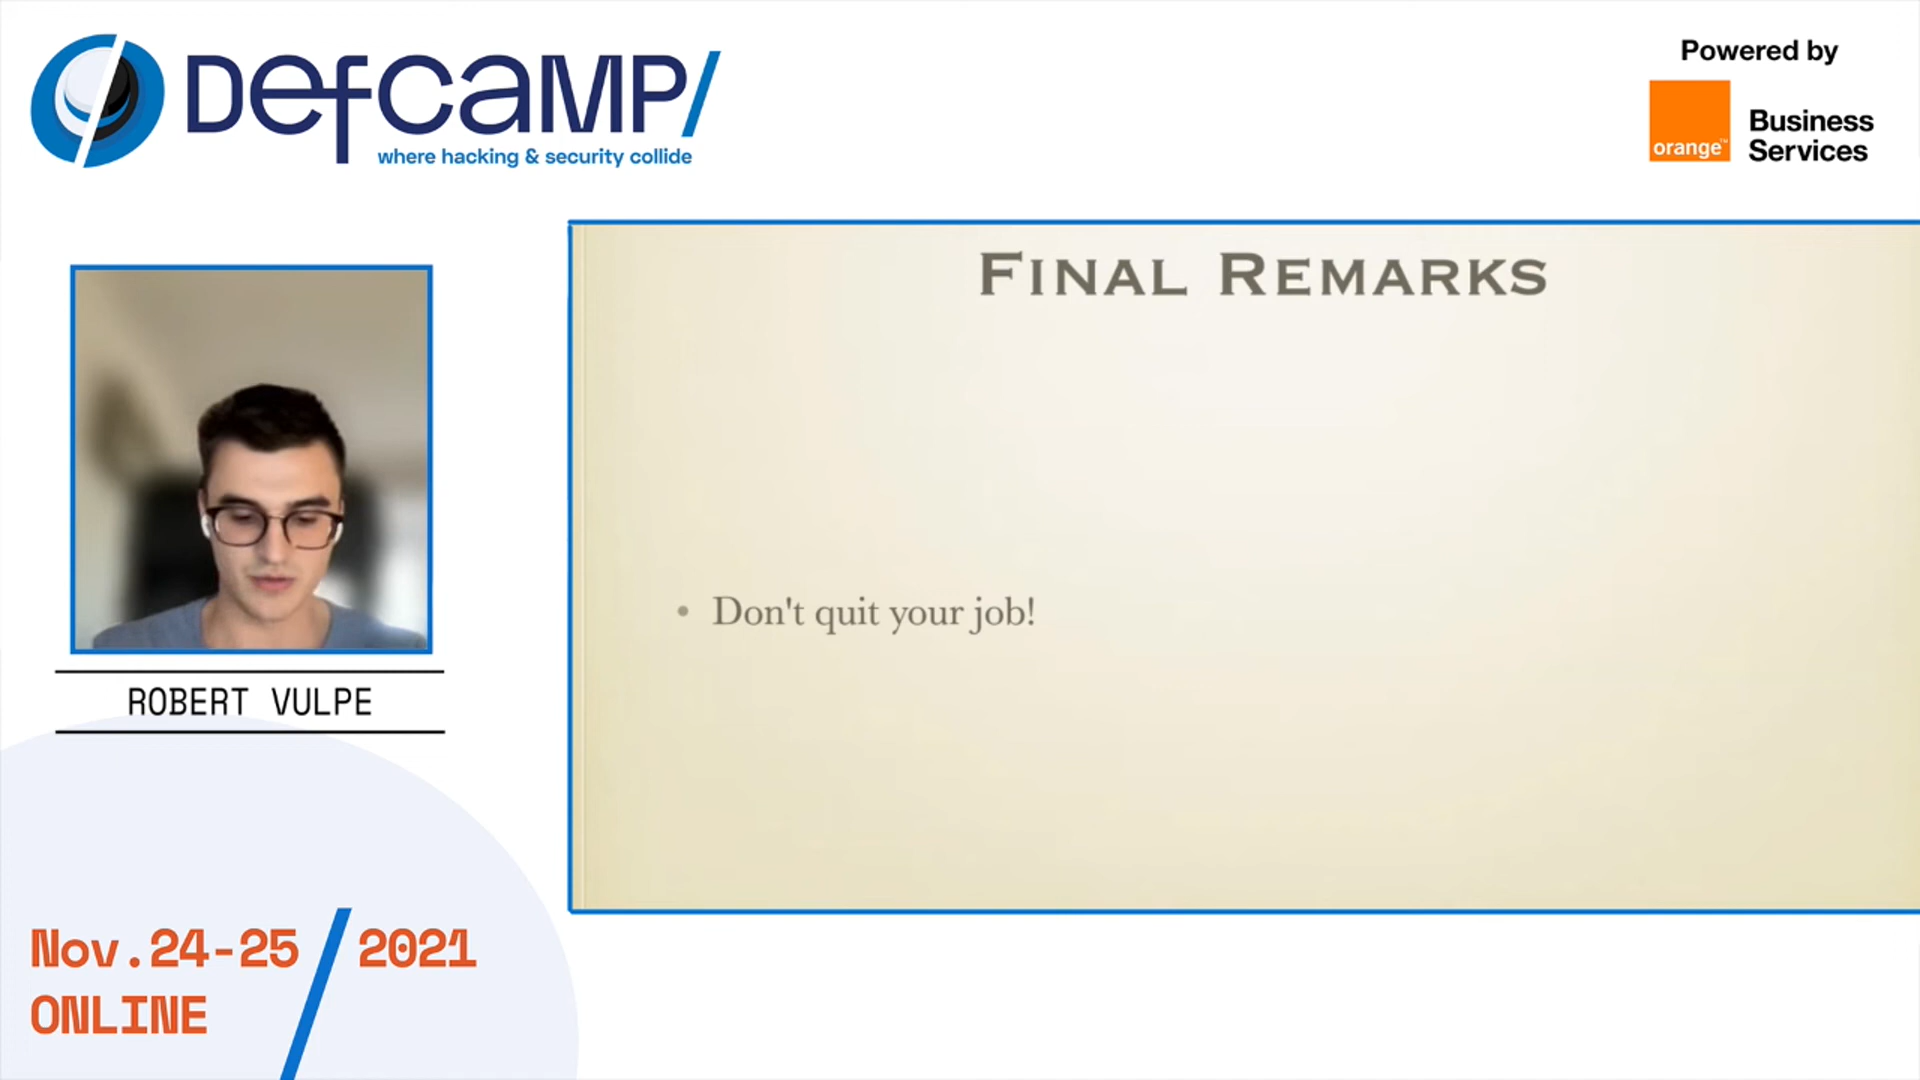 Defcamp/
where hacking & security collide
Powered by
orange™
Business
Services
Final Remarks
• Don't quit your job!
ROBERT VULPE
Nov.24-25 / 2021
ONLINE